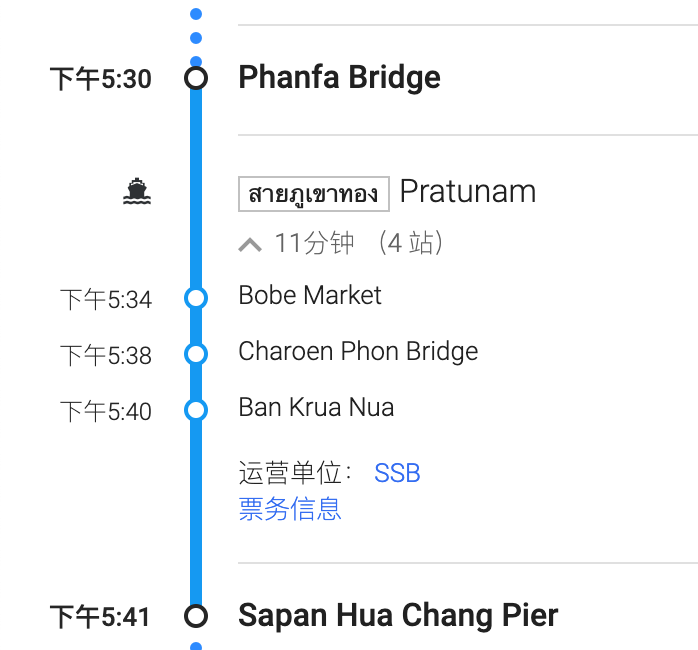 下午5:30 Phanfa Bridge
สายภูเขาทอง Pratunam
11分钟 （4 站）
下午5:34 Bobe Market
下午5:38 Charoen Phon Bridge
下午5:40 Ban Krua Nua
运营单位： SSB
票务信息
下午5:41 Sapan Hua Chang Pier